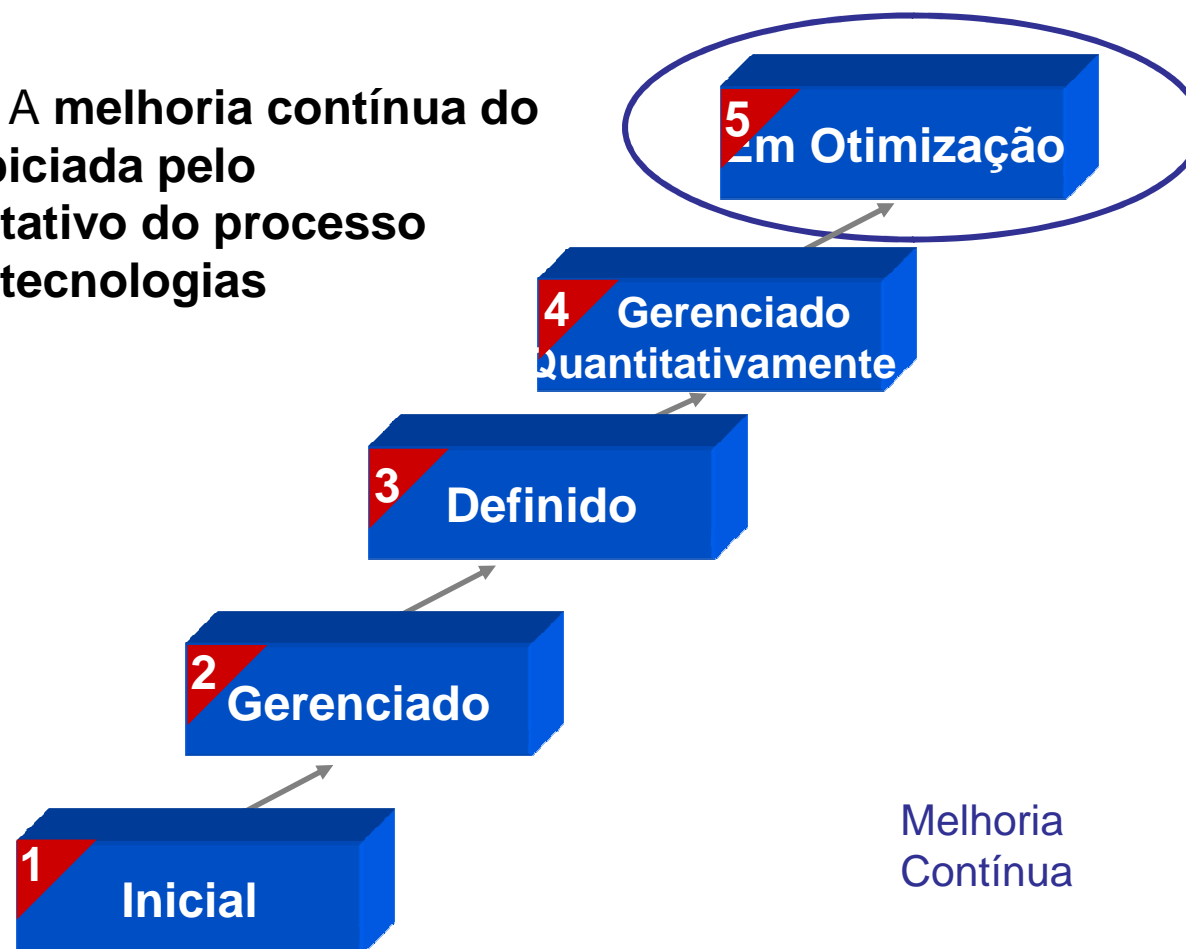 A melhoria contínua do
piciada pelo
tativo do processo
tecnologias
5
Em Otimização
4
Gerenciado
Quantitativamente
3
Definido
2
Gerenciado
1
Inicial
Melhoria
Contínua